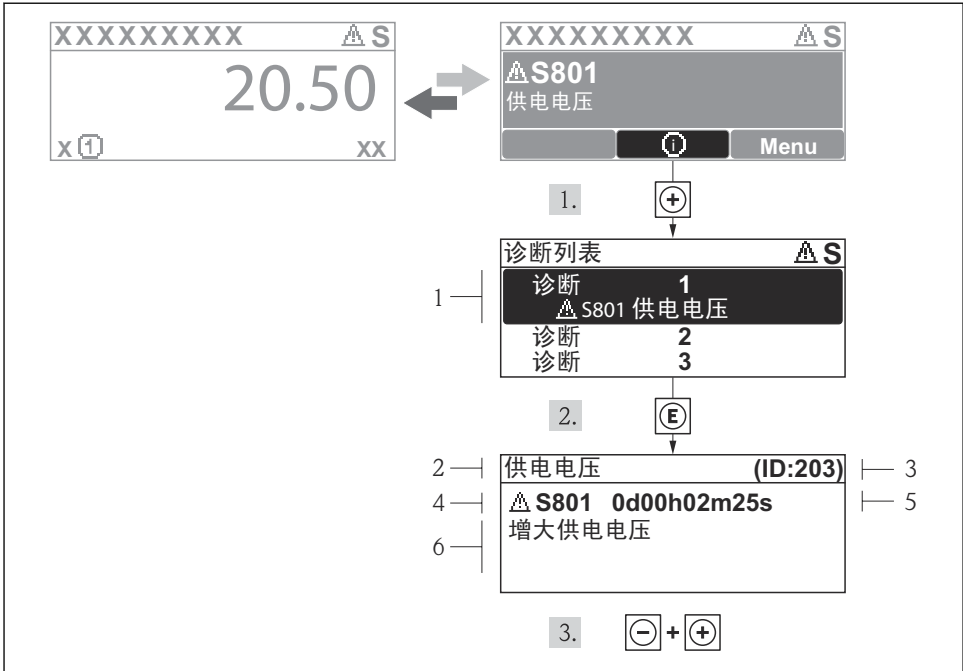 XXXXXXXXX ⚠ S
20.50
X ① XX
XXXXXXXXX ⚠ S
⚠ S801
供电电压
ⓘ Menu
1. +
诊断列表 ⚠ S
1
诊断 1
⚠ S801 供电电压
诊断 2
诊断 3
2. E
2 供电电压 (ID:203) 3
4 ⚠ S801 0d00h02m25s 5
6 增大供电电压
3. - + +